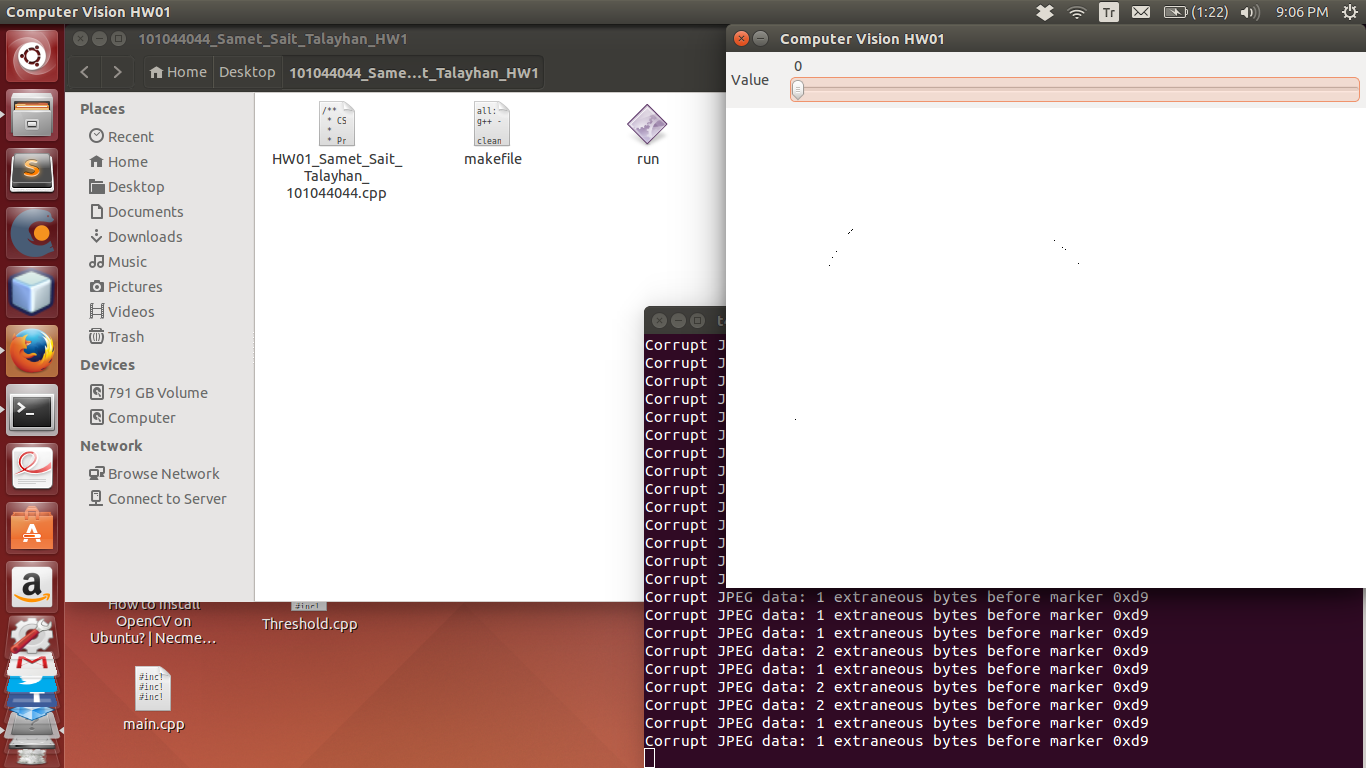 Computer Vision HW01
Tr
(1:22)
9:06 PM
101044044_Samet_Sait_Talayhan_HW1
Home
Desktop
101044044_Same…t_Talayhan_HW1
Places
Recent
Home
Desktop
Documents
Downloads
Music
Pictures
Videos
Trash
Devices
791 GB Volume
Computer
Network
Browse Network
Connect to Server
/**
* CS
*
* Pr
HW01_Samet_Sait_
Talayhan_
101044044.cpp
all:
g++ -
clean
makefile
run
Computer Vision HW01
0
Value
Corrupt J
Corrupt J
Corrupt J
Corrupt J
Corrupt J
Corrupt J
Corrupt J
Corrupt J
Corrupt J
Corrupt J
Corrupt J
Corrupt J
Corrupt J
Corrupt J
Corrupt JPEG data: 1 extraneous bytes before marker 0xd9
Corrupt JPEG data: 1 extraneous bytes before marker 0xd9
Corrupt JPEG data: 1 extraneous bytes before marker 0xd9
Corrupt JPEG data: 2 extraneous bytes before marker 0xd9
Corrupt JPEG data: 1 extraneous bytes before marker 0xd9
Corrupt JPEG data: 2 extraneous bytes before marker 0xd9
Corrupt JPEG data: 2 extraneous bytes before marker 0xd9
Corrupt JPEG data: 1 extraneous bytes before marker 0xd9
Corrupt JPEG data: 1 extraneous bytes before marker 0xd9
How to Install
OpenCV on
Ubuntu? | Necme…
#inc!
Threshold.cpp
#inc!
#inc!
#inc!
main.cpp